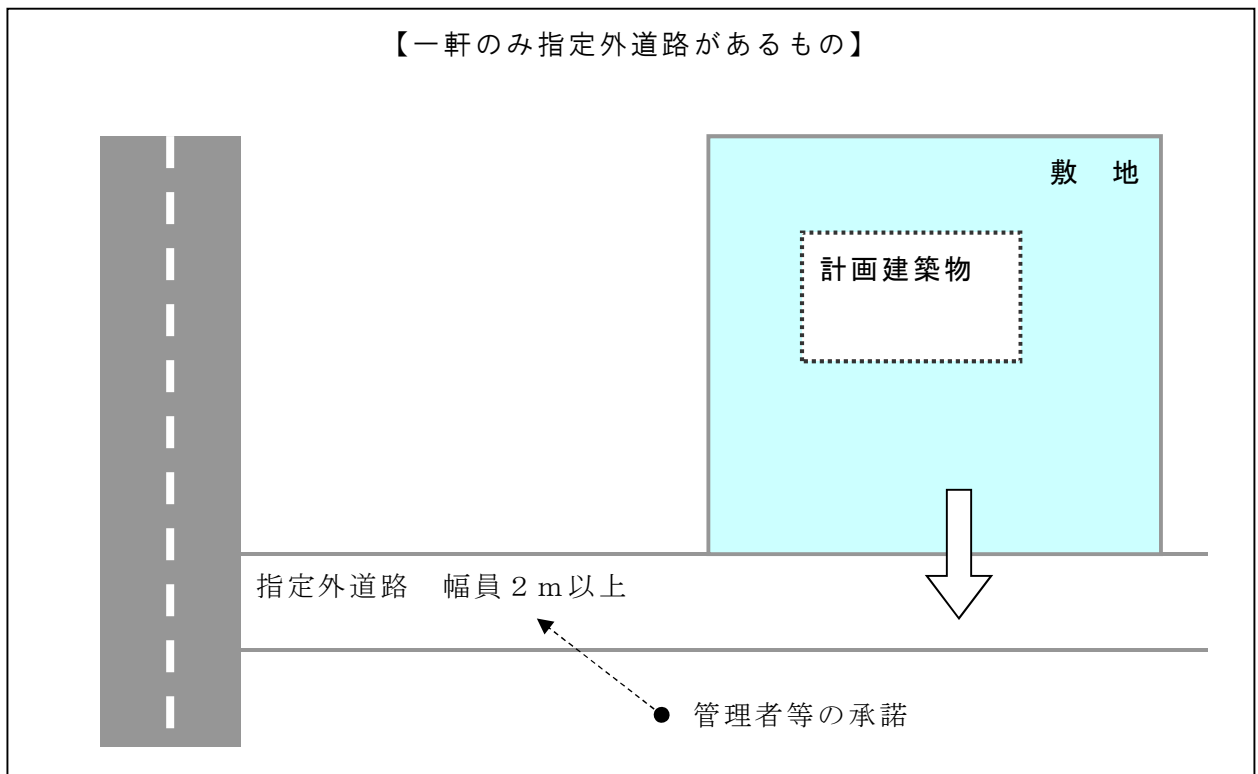 【一軒のみ指定外道路があるもの】
敷 地
計画建築物
指定外道路 幅員2m以上
管理者等の承諾